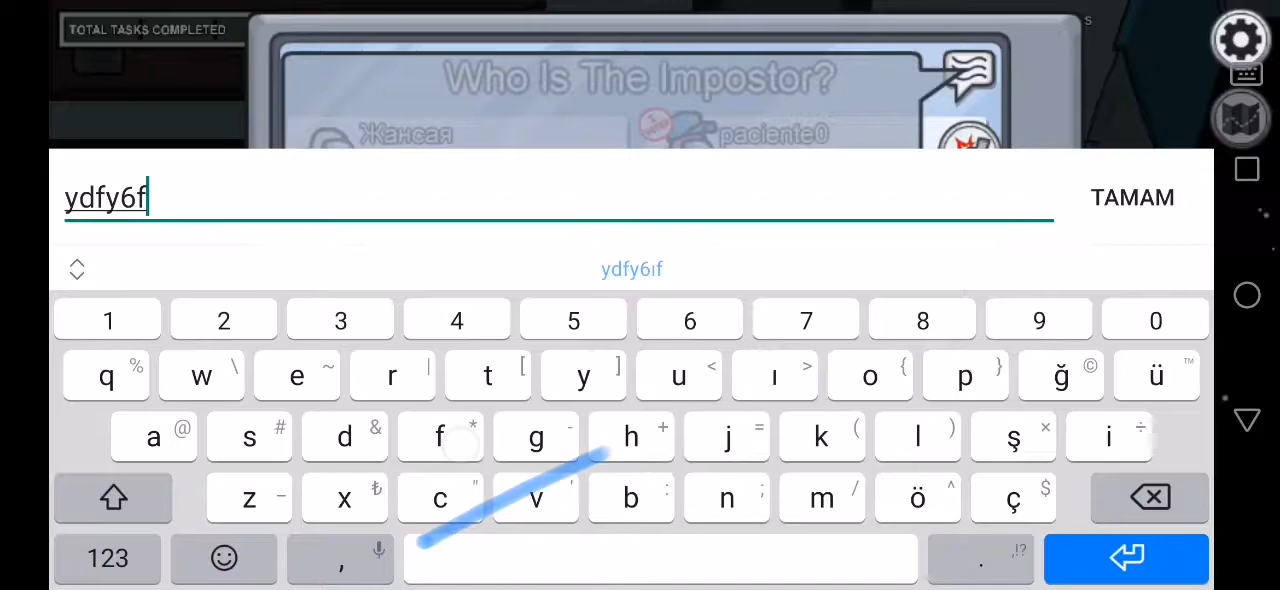 TOTAL TASKS COMPLETED
s
Who Is The Impostor?
Жансая
paciente0
ydfy6f
TAMAM
ydfy6ıf
1 2 3 4 5 6 7 8 9 0
q % w \ e ~ r | t [ y ] u < ı > o { p } ğ © ü ™
a @ s # d & f * g - h + j = k ( l ) ş × i ÷
z _ x ₺ c " v ' b : n ; m / ö ^ ç $
123 , . ,!?